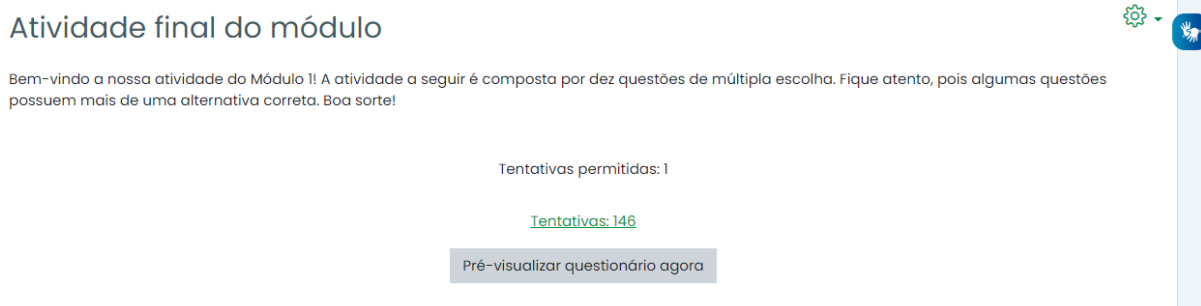 Atividade final do módulo
Bem-vindo a nossa atividade do Módulo 1! A atividade a seguir é composta por dez questões de múltipla escolha. Fique atento, pois algumas questões
possuem mais de uma alternativa correta. Boa sorte!
Tentativas permitidas: 1
Tentativas: 146
Pré-visualizar questionário agora